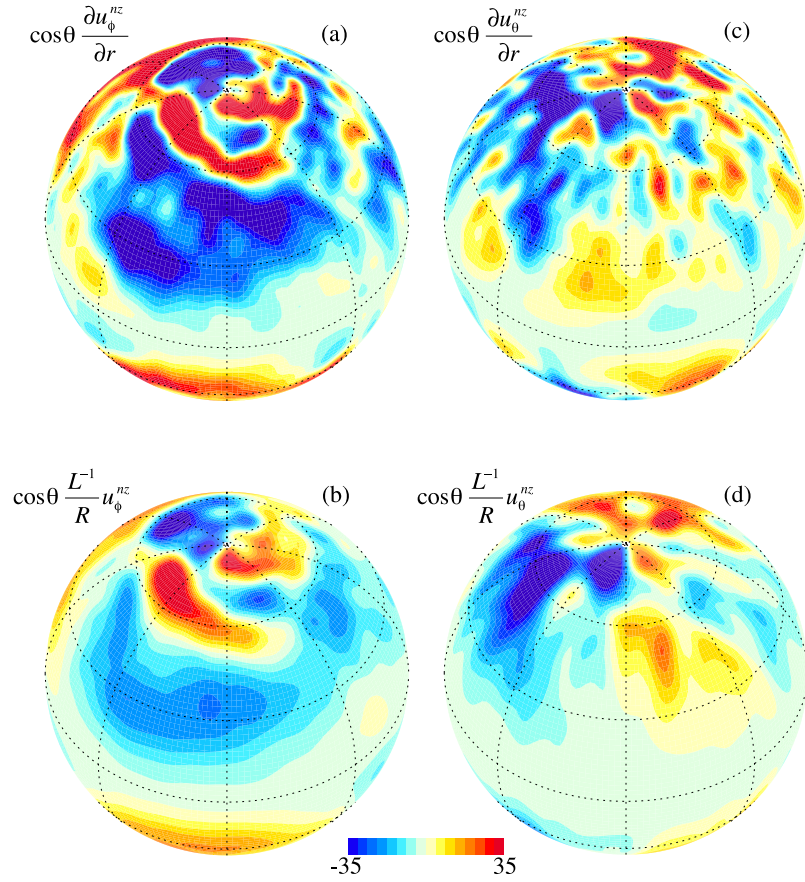 cosθ ∂u_ϕ^{nz}/∂r (a)
cosθ ∂u_θ^{nz}/∂r (c)
cosθ L^{-1}/R u_ϕ^{nz} (b)
cosθ L^{-1}/R u_θ^{nz} (d)
-35 35